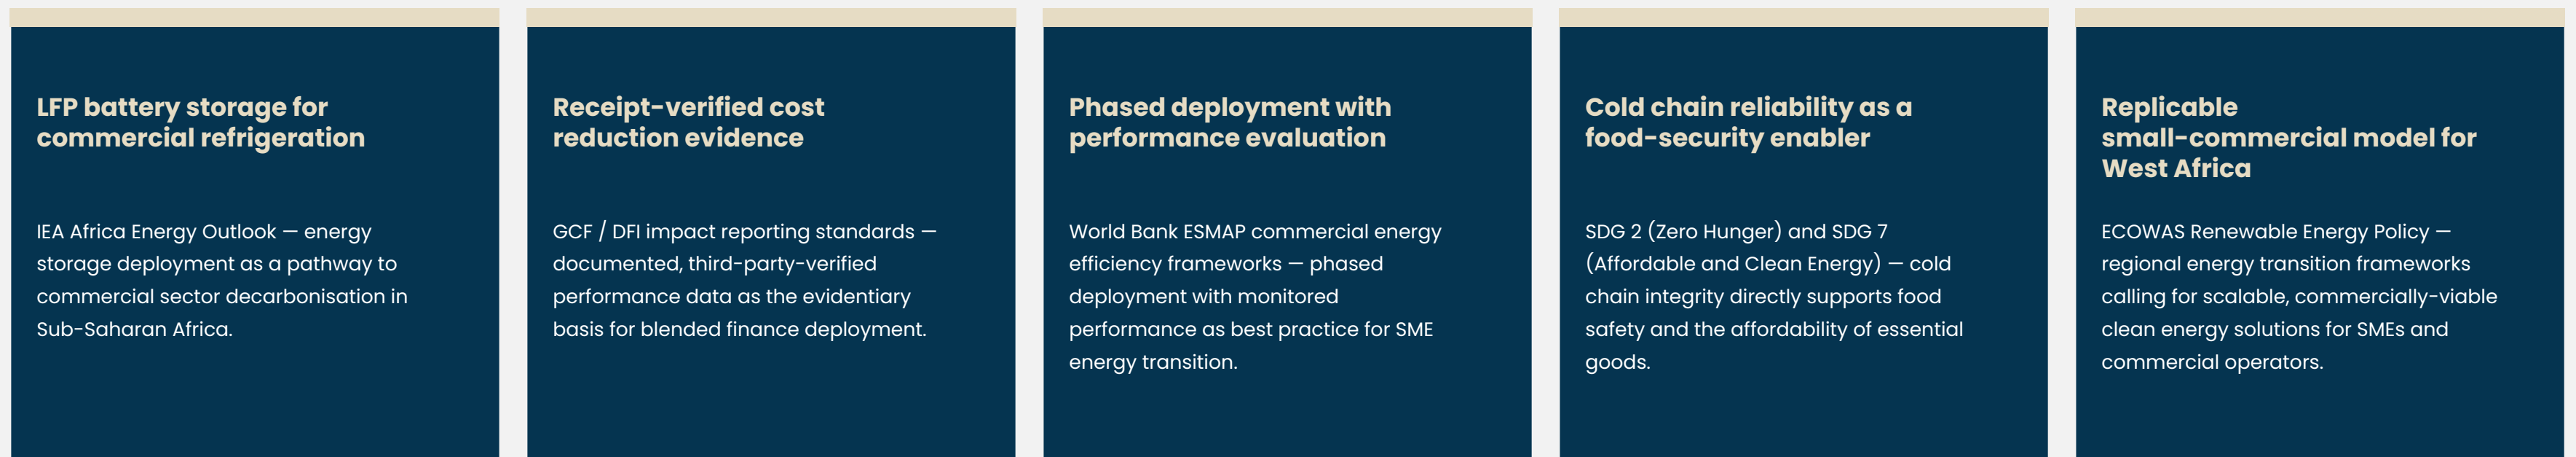 LFP battery storage for
commercial refrigeration
IEA Africa Energy Outlook — energy
storage deployment as a pathway to
commercial sector decarbonisation in
Sub-Saharan Africa.
Receipt-verified cost
reduction evidence
GCF / DFI impact reporting standards —
documented, third-party-verified
performance data as the evidentiary
basis for blended finance deployment.
Phased deployment with
performance evaluation
World Bank ESMAP commercial energy
efficiency frameworks — phased
deployment with monitored
performance as best practice for SME
energy transition.
Cold chain reliability as a
food-security enabler
SDG 2 (Zero Hunger) and SDG 7
(Affordable and Clean Energy) — cold
chain integrity directly supports food
safety and the affordability of essential
goods.
Replicable
small-commercial model for
West Africa
ECOWAS Renewable Energy Policy —
regional energy transition frameworks
calling for scalable, commercially-viable
clean energy solutions for SMEs and
commercial operators.